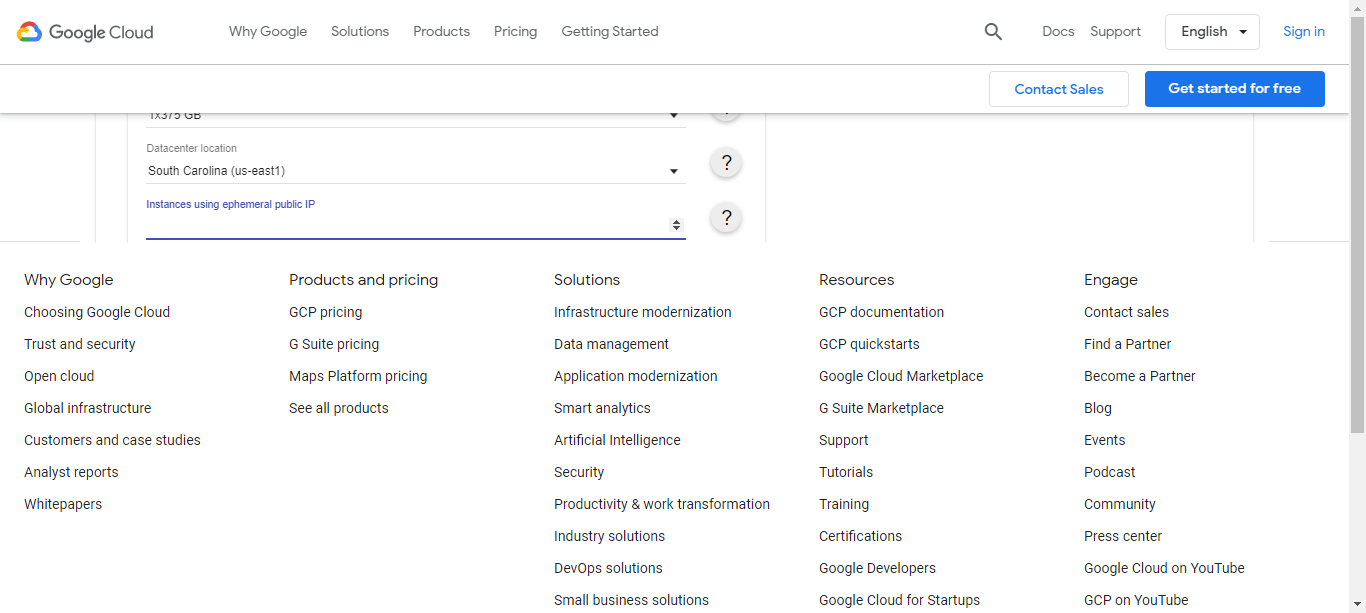 Google Cloud Why Google Solutions Products Pricing Getting Started Docs Support English Sign in
Contact Sales Get started for free
1x375 GB
Datacenter location
South Carolina (us-east1) ?
Instances using ephemeral public IP
?
Why Google
Choosing Google Cloud
Trust and security
Open cloud
Global infrastructure
Customers and case studies
Analyst reports
Whitepapers
Products and pricing
GCP pricing
G Suite pricing
Maps Platform pricing
See all products
Solutions
Infrastructure modernization
Data management
Application modernization
Smart analytics
Artificial Intelligence
Security
Productivity & work transformation
Industry solutions
DevOps solutions
Small business solutions
Resources
GCP documentation
GCP quickstarts
Google Cloud Marketplace
G Suite Marketplace
Support
Tutorials
Training
Certifications
Google Developers
Google Cloud for Startups
Engage
Contact sales
Find a Partner
Become a Partner
Blog
Events
Podcast
Community
Press center
Google Cloud on YouTube
GCP on YouTube